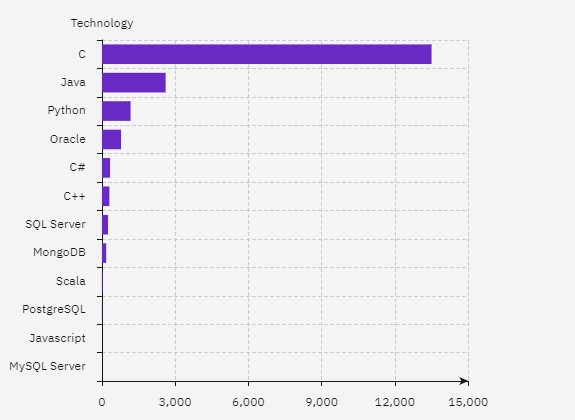 Technology
C
Java
Python
Oracle
C#
C++
SQL Server
MongoDB
Scala
PostgreSQL
Javascript
MySQL Server
0 3,000 6,000 9,000 12,000 15,000